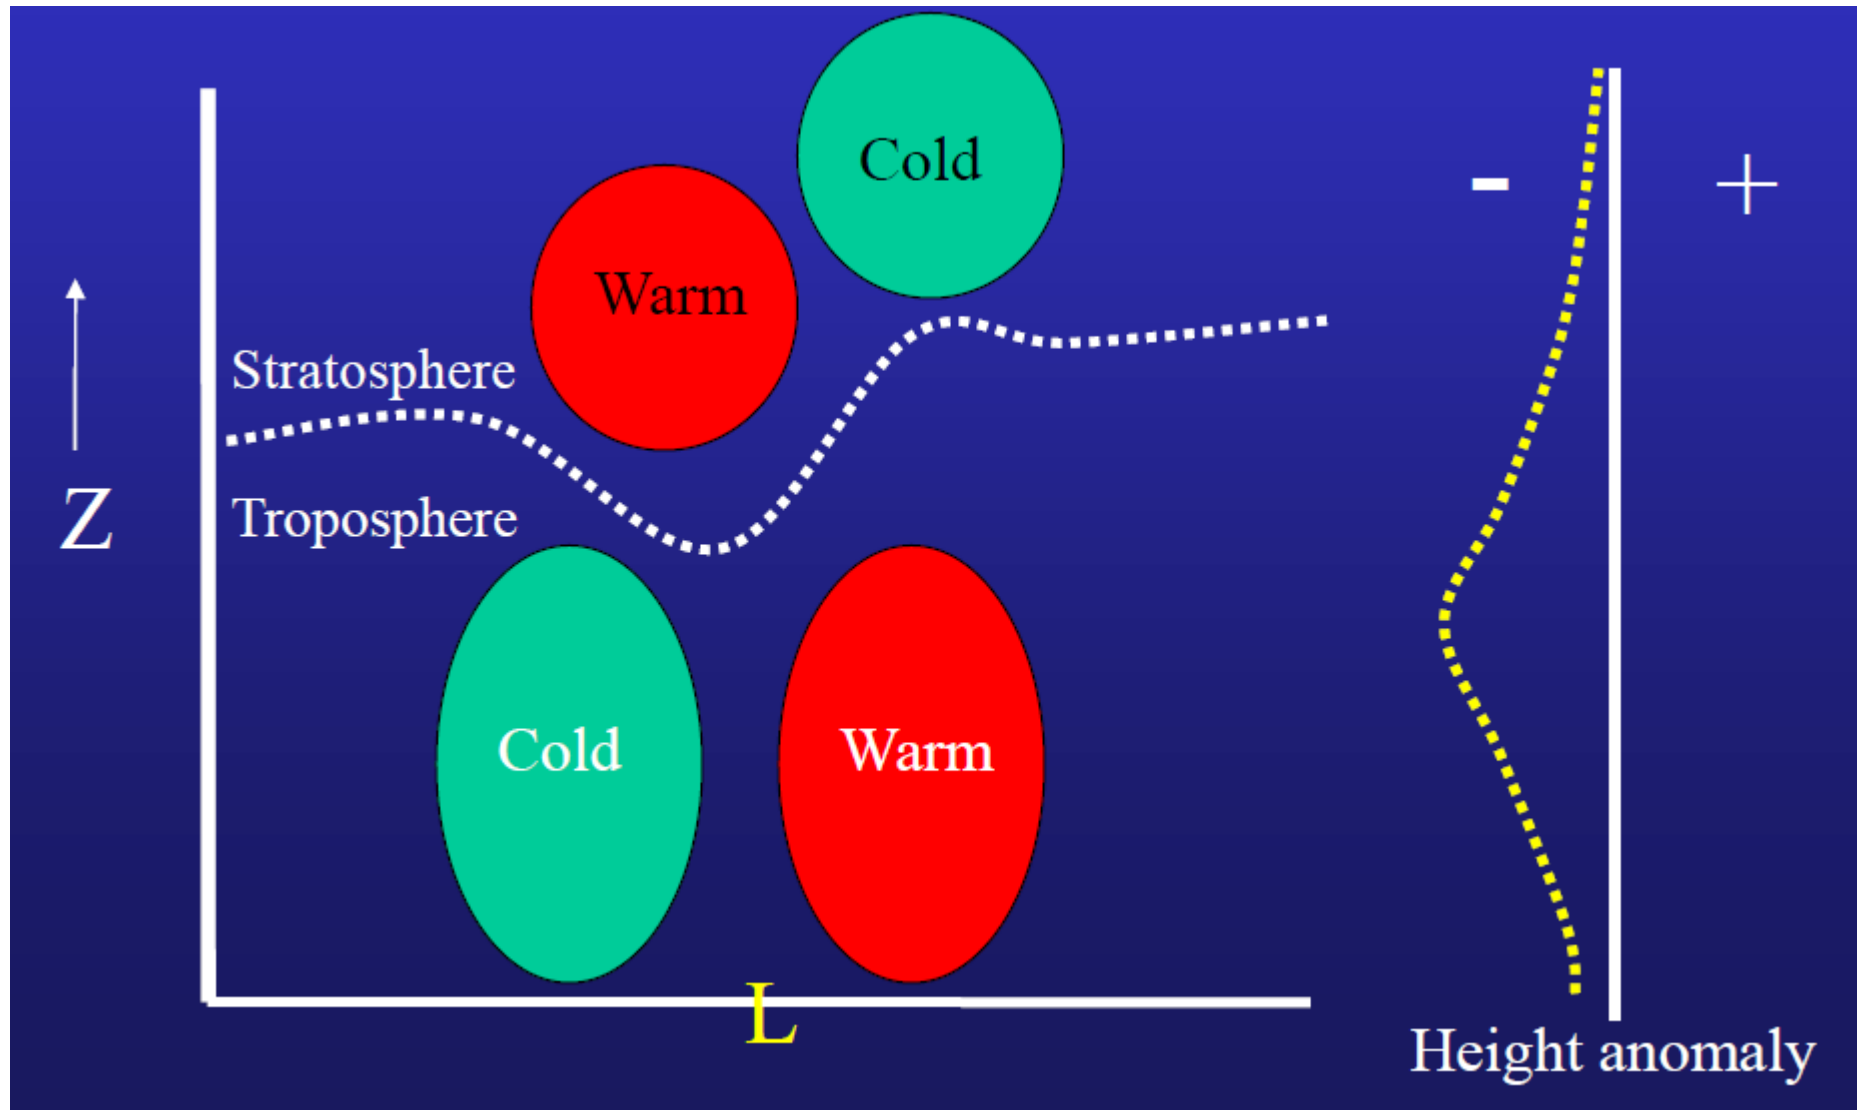 Cold
- +
Warm
Stratosphere
Z
Troposphere
Cold
Warm
L
Height anomaly